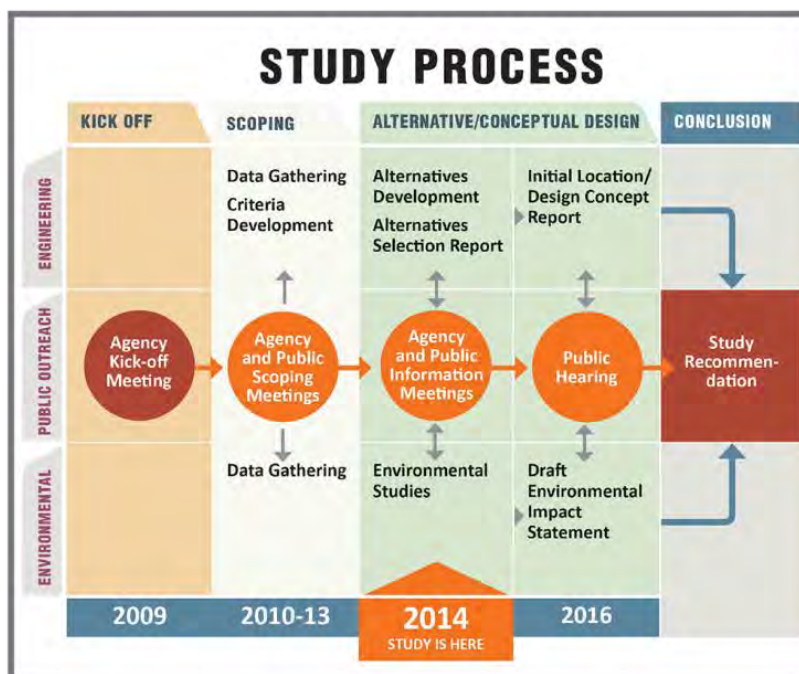 STUDY PROCESS
KICK OFF
SCOPING
ALTERNATIVE/CONCEPTUAL DESIGN
CONCLUSION
ENGINEERING
Data Gathering
Criteria
Development
Alternatives
Development
Alternatives
Selection Report
Initial Location/
Design Concept
Report
PUBLIC OUTREACH
Agency
Kick-off
Meeting
Agency
and Public
Scoping
Meetings
Agency
and Public
Information
Meetings
Public
Hearing
Study
Recommen-
dation
ENVIRONMENTAL
Data Gathering
Environmental
Studies
Draft
Environmental
Impact
Statement
2009
2010-13
2014
STUDY IS HERE
2016